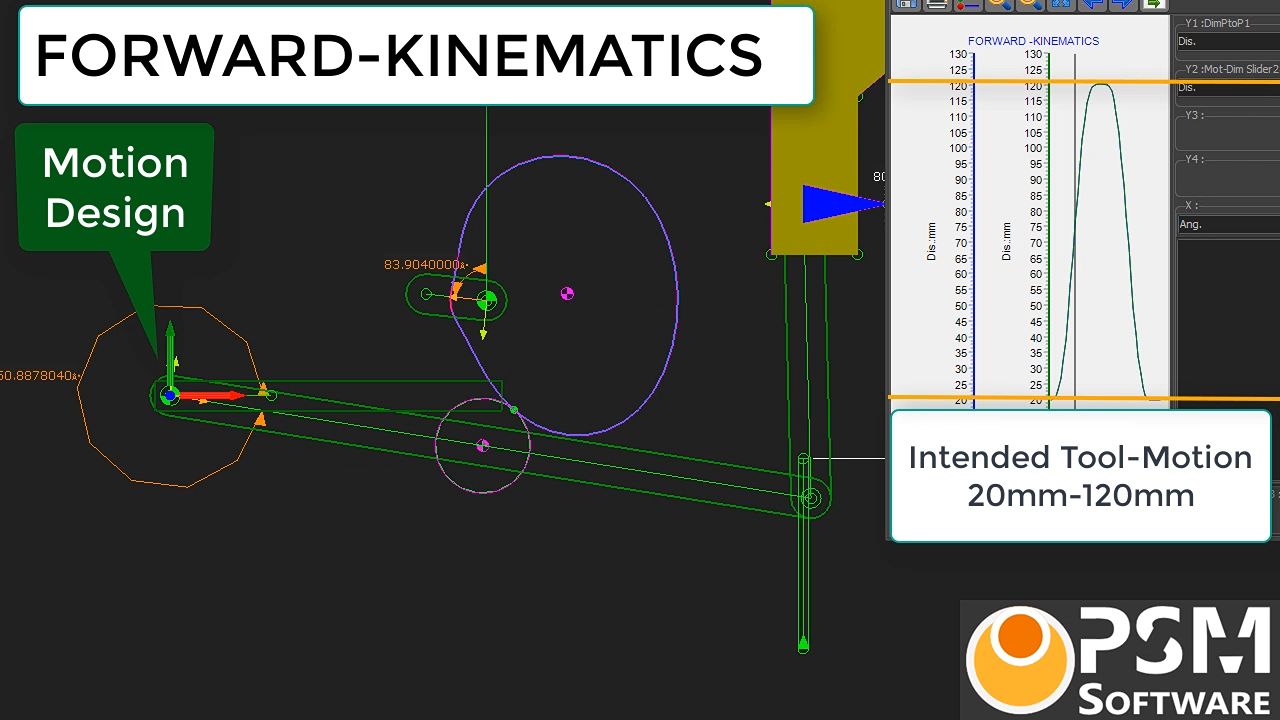 FORWARD-KINEMATICS
Motion
Design
83.9040000
50.8878040
80
FORWARD -KINEMATICS
130 130
125 125
120 120
115 115
110 110
105 105
100 100
95 95
90 90
85 85
80 80
75 75
70 70
65 65
60 60
55 55
50 50
45 45
40 40
35 35
30 30
25 25
20 20
Dis.:mm
Dis.:mm
Y1 :DimPtoP1
Dis.
Y2 :Mot-Dim Slider2
Dis.
Y3 :
Y4 :
X :
Ang.
Intended Tool-Motion
20mm-120mm
PSM
SOFTWARE